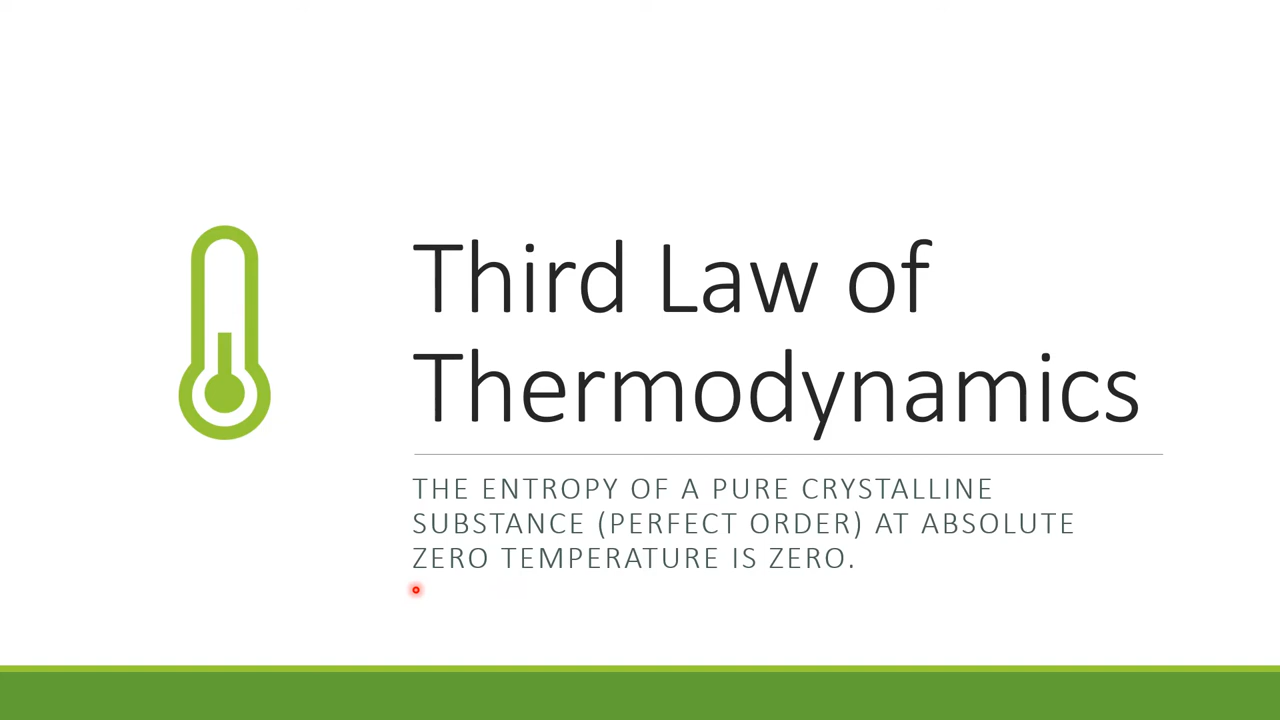 Third Law of
Thermodynamics
THE ENTROPY OF A PURE CRYSTALLINE
SUBSTANCE (PERFECT ORDER) AT ABSOLUTE
ZERO TEMPERATURE IS ZERO.